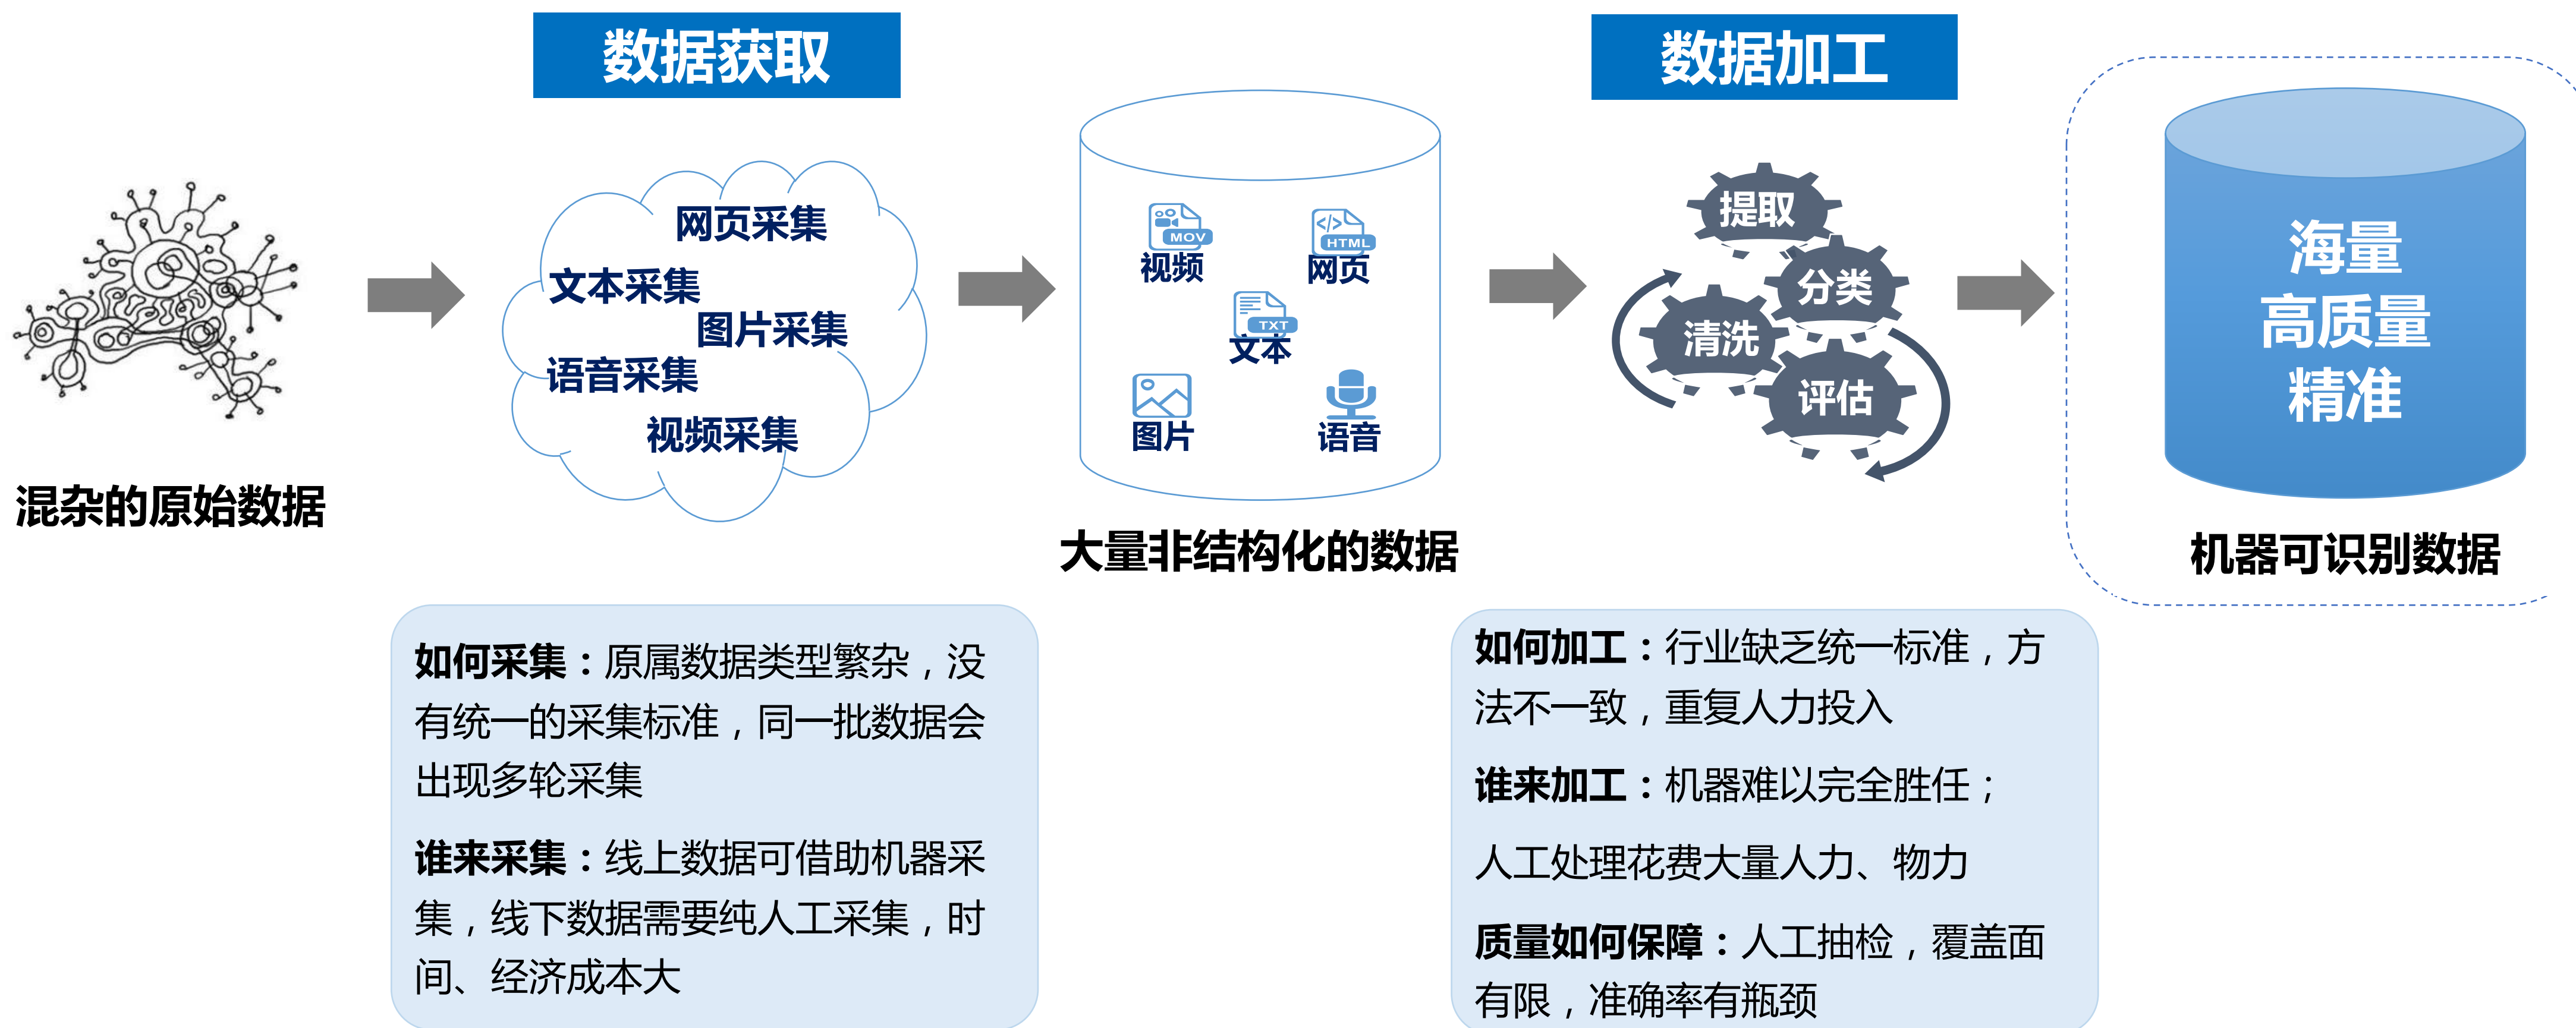 数据获取
数据加工
网页采集
文本采集
图片采集
语音采集
视频采集
混杂的原始数据
MOV
视频
HTML
网页
TXT
文本
图片
语音
大量非结构化的数据
提取
分类
清洗
评估
海量
高质量
精准
机器可识别数据
如何采集：原属数据类型繁杂，没
有统一的采集标准，同一批数据会
出现多轮采集
谁来采集：线上数据可借助机器采
集，线下数据需要纯人工采集，时
间、经济成本大
如何加工：行业缺乏统一标准，方
法不一致，重复人力投入
谁来加工：机器难以完全胜任；
人工处理花费大量人力、物力
质量如何保障：人工抽检，覆盖面
有限，准确率有瓶颈